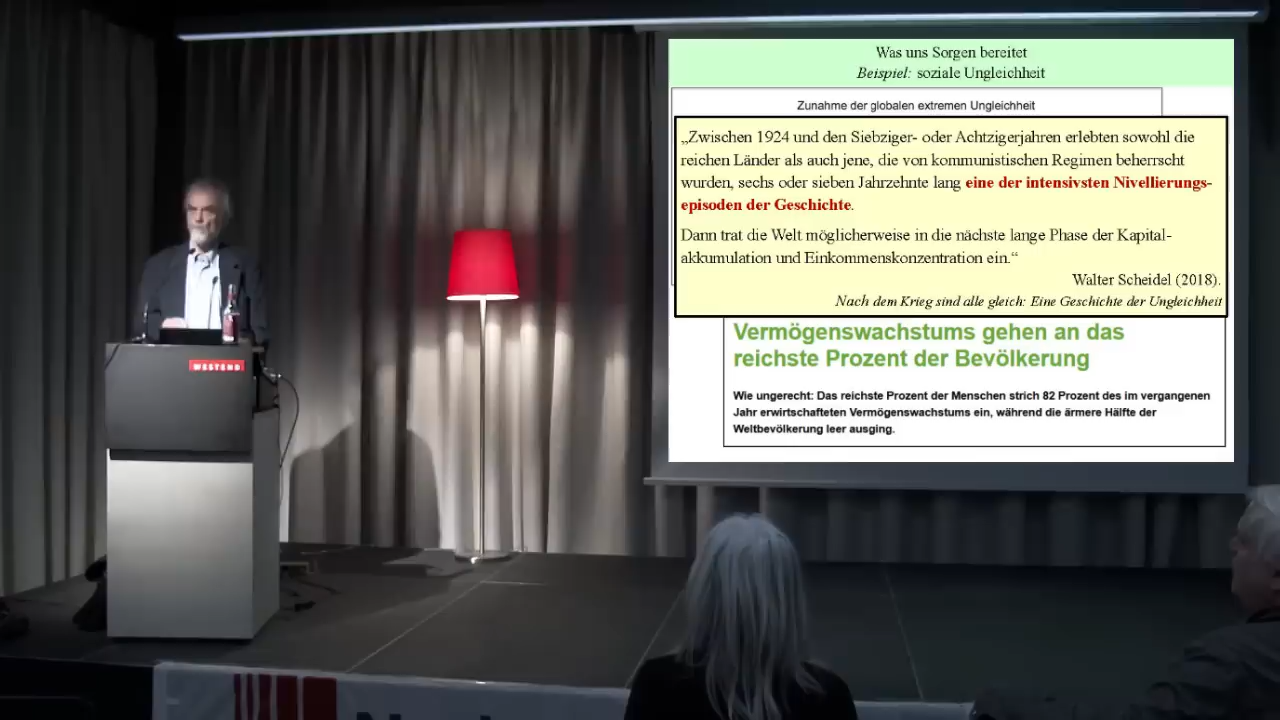 Was uns Sorgen bereitet
Beispiel: soziale Ungleichheit
Zunahme der globalen extremen Ungleichheit
„Zwischen 1924 und den Siebziger- oder Achtzigerjahren erlebten sowohl die
reichen Länder als auch jene, die von kommunistischen Regimen beherrscht
wurden, sechs oder sieben Jahrzehnte lang eine der intensivsten Nivellierungs-
episoden der Geschichte.
Dann trat die Welt möglicherweise in die nächste lange Phase der Kapital-
akkumulation und Einkommenskonzentration ein.“
Walter Scheidel (2018).
Nach dem Krieg sind alle gleich: Eine Geschichte der Ungleichheit
Vermögenswachstums gehen an das
reichste Prozent der Bevölkerung
Wie ungerecht: Das reichste Prozent der Menschen strich 82 Prozent des im vergangenen
Jahr erwirtschafteten Vermögenswachstums ein, während die ärmere Hälfte der
Weltbevölkerung leer ausging.
WESTEND